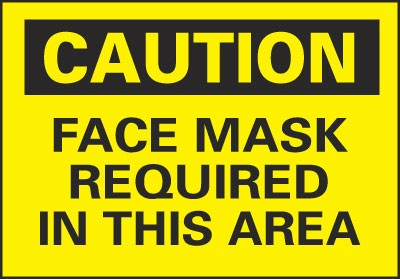 CAUTION
FACE MASK
REQUIRED
IN THIS AREA